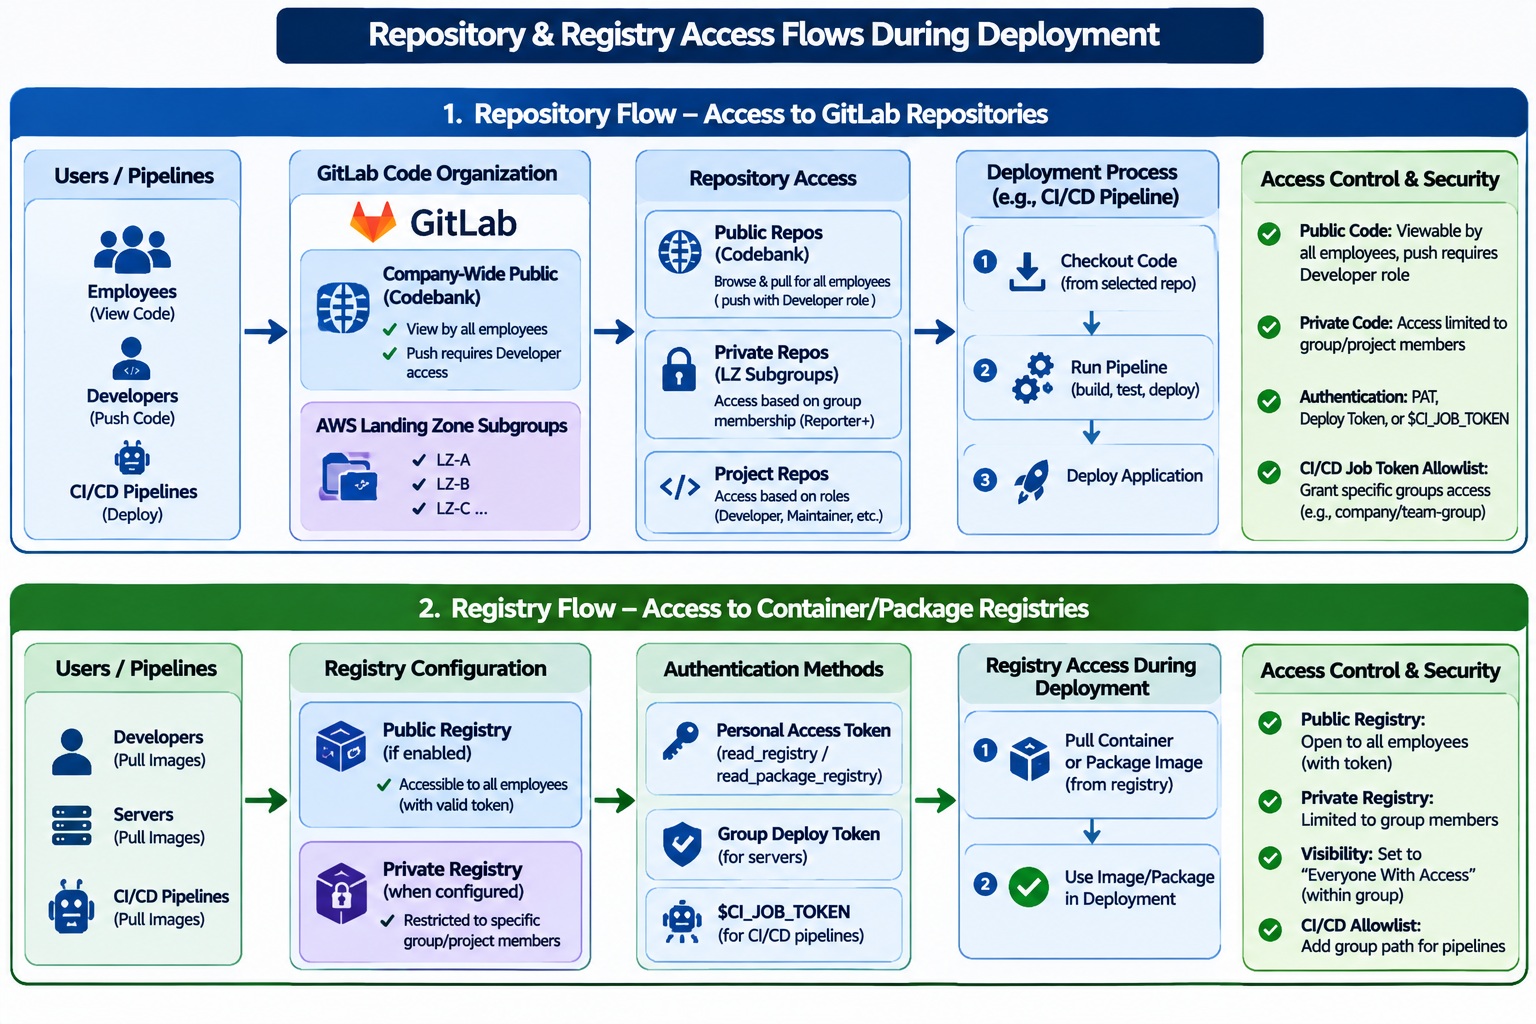 Repository & Registry Access Flows During Deployment
1. Repository Flow – Access to GitLab Repositories
Users / Pipelines
Employees
(View Code)
</>
Developers
(Push Code)
CI/CD Pipelines
(Deploy)
GitLab Code Organization
GitLab
Company-Wide Public
(Codebank)
✓ View by all employees
✓ Push requires Developer
access
AWS Landing Zone Subgroups
✓ LZ-A
✓ LZ-B
✓ LZ-C ...
Repository Access
Public Repos
(Codebank)
Browse & pull for all employees
( push with Developer role )
Private Repos
(LZ Subgroups)
Access based on group
membership (Reporter+)
</>
Project Repos
Access based on roles
(Developer, Maintainer, etc.)
Deployment Process
(e.g., CI/CD Pipeline)
1
Checkout Code
(from selected repo)
2
Run Pipeline
(build, test, deploy)
3
Deploy Application
Access Control & Security
Public Code: Viewable by
all employees, push requires
Developer role
Private Code: Access limited to
group/project members
Authentication: PAT,
Deploy Token, or $CI_JOB_TOKEN
CI/CD Job Token Allowlist:
Grant specific groups access
(e.g., company/team-group)
2. Registry Flow – Access to Container/Package Registries
Users / Pipelines
Developers
(Pull Images)
Servers
(Pull Images)
CI/CD Pipelines
(Pull Images)
Registry Configuration
Public Registry
(if enabled)
✓ Accessible to all employees
(with valid token)
Private Registry
(when configured)
✓ Restricted to specific
group/project members
Authentication Methods
Personal Access Token
(read_registry /
read_package_registry)
Group Deploy Token
(for servers)
$CI_JOB_TOKEN
(for CI/CD pipelines)
Registry Access During
Deployment
1
Pull Container
or Package Image
(from registry)
2
Use Image/Package
in Deployment
Access Control & Security
Public Registry:
Open to all employees
(with token)
Private Registry:
Limited to group members
Visibility: Set to
“Everyone With Access”
(within group)
CI/CD Allowlist:
Add group path for pipelines